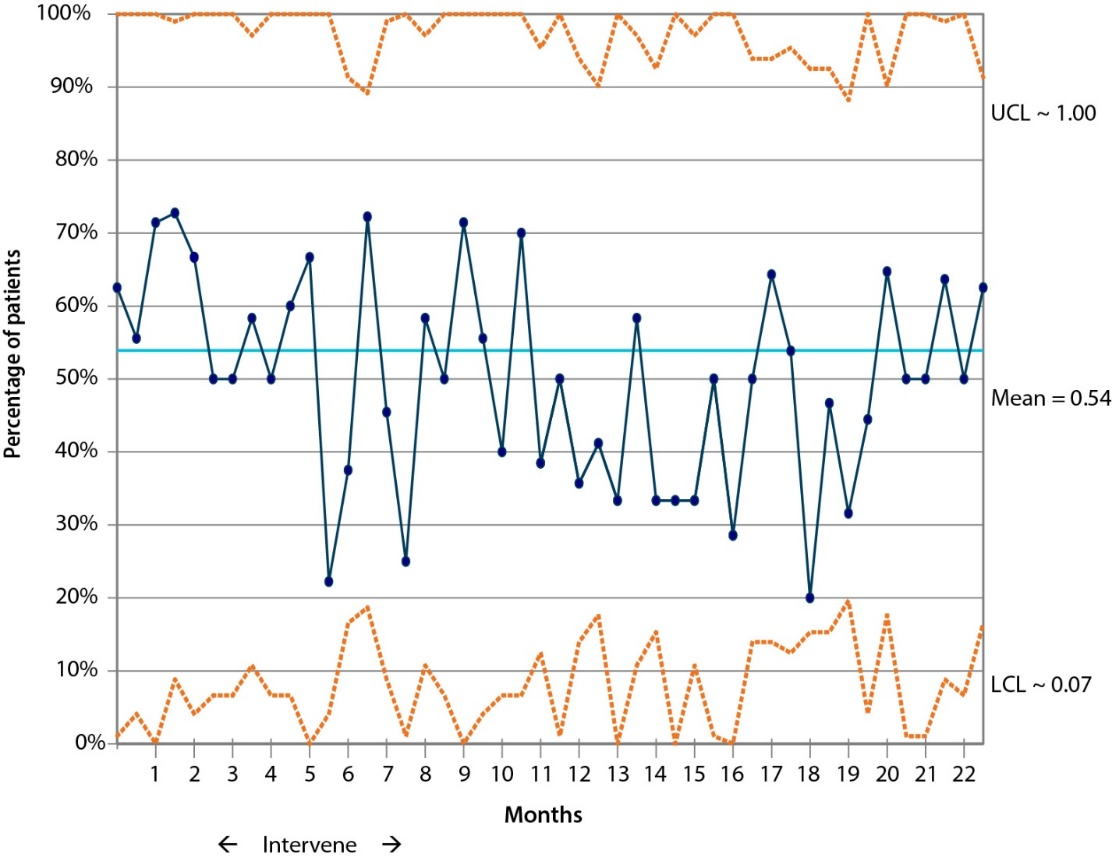 100%
90%
80%
70%
60%
50%
40%
30%
20%
10%
0%
Percentage of patients
UCL ~ 1.00
Mean = 0.54
LCL ~ 0.07
1 2 3 4 5 6 7 8 9 10 11 12 13 14 15 16 17 18 19 20 21 22
Months
← Intervene →